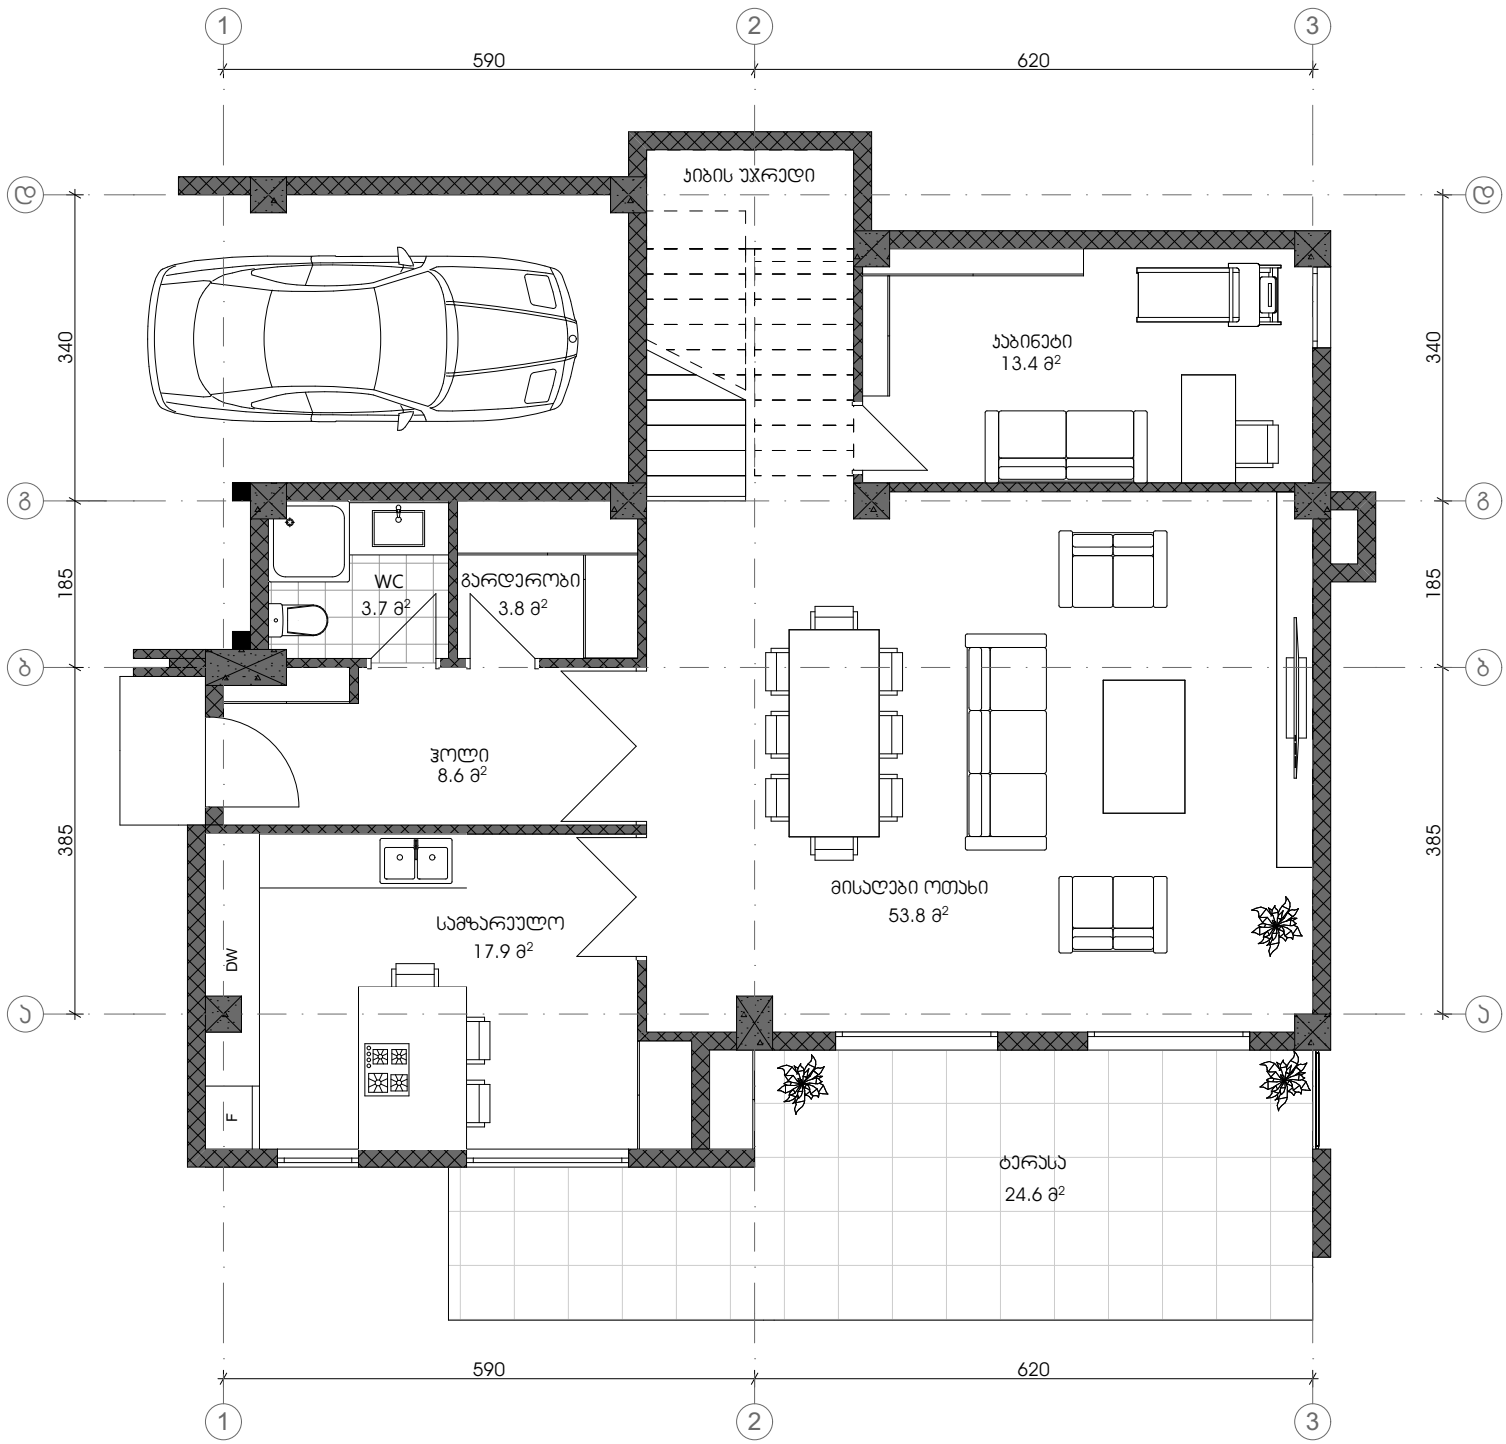 1
2
3
590
620
კიბის უჯრედი
დ
დ
340
კაბინეტი
13.4 მ²
340
გ
გ
185
WC
3.7 მ²
გარდერობი
3.8 მ²
185
ბ
ბ
ჰოლი
8.6 მ²
385
385
მისაღები ოთახი
53.8 მ²
სამზარეულო
17.9 მ²
DW
ა
ა
F
ტერასა
24.6 მ²
590
620
1
2
3